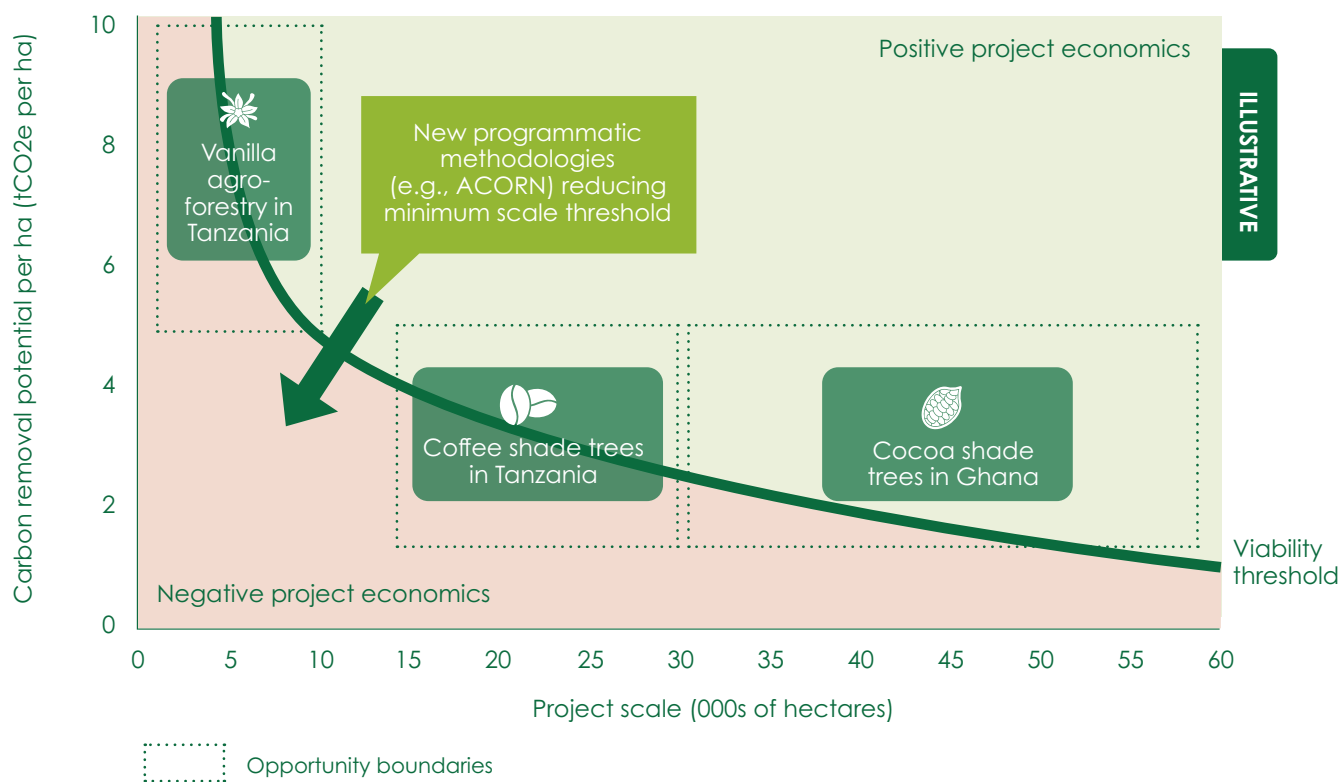 Carbon removal potential per ha (tCO2e per ha)
10
8
6
4
2
0
Positive project economics
ILLUSTRATIVE
Vanilla
agro-
forestry in
Tanzania
New programmatic
methodologies
(e.g., ACORN) reducing
minimum scale threshold
Coffee shade trees
in Tanzania
Cocoa shade
trees in Ghana
Viability
threshold
Negative project economics
0 5 10 15 20 25 30 35 40 45 50 55 60
Project scale (000s of hectares)
Opportunity boundaries